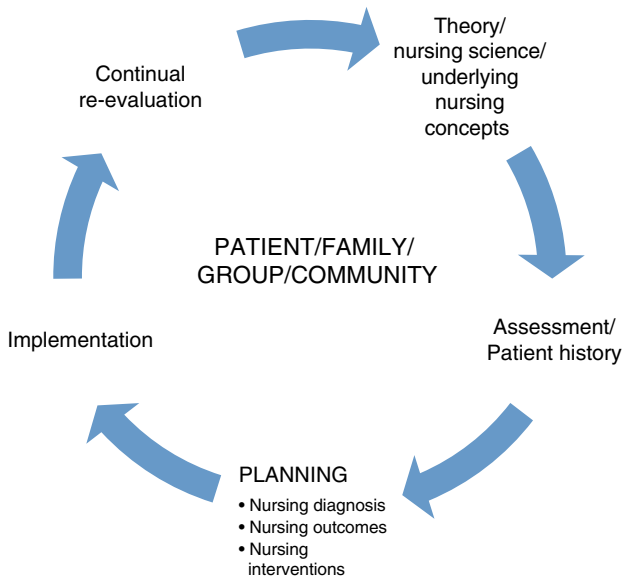 Theory/
nursing science/
underlying
nursing
concepts
Continual
re-evaluation
PATIENT/FAMILY/
GROUP/COMMUNITY
Assessment/
Patient history
Implementation
PLANNING
• Nursing diagnosis
• Nursing outcomes
• Nursing
interventions